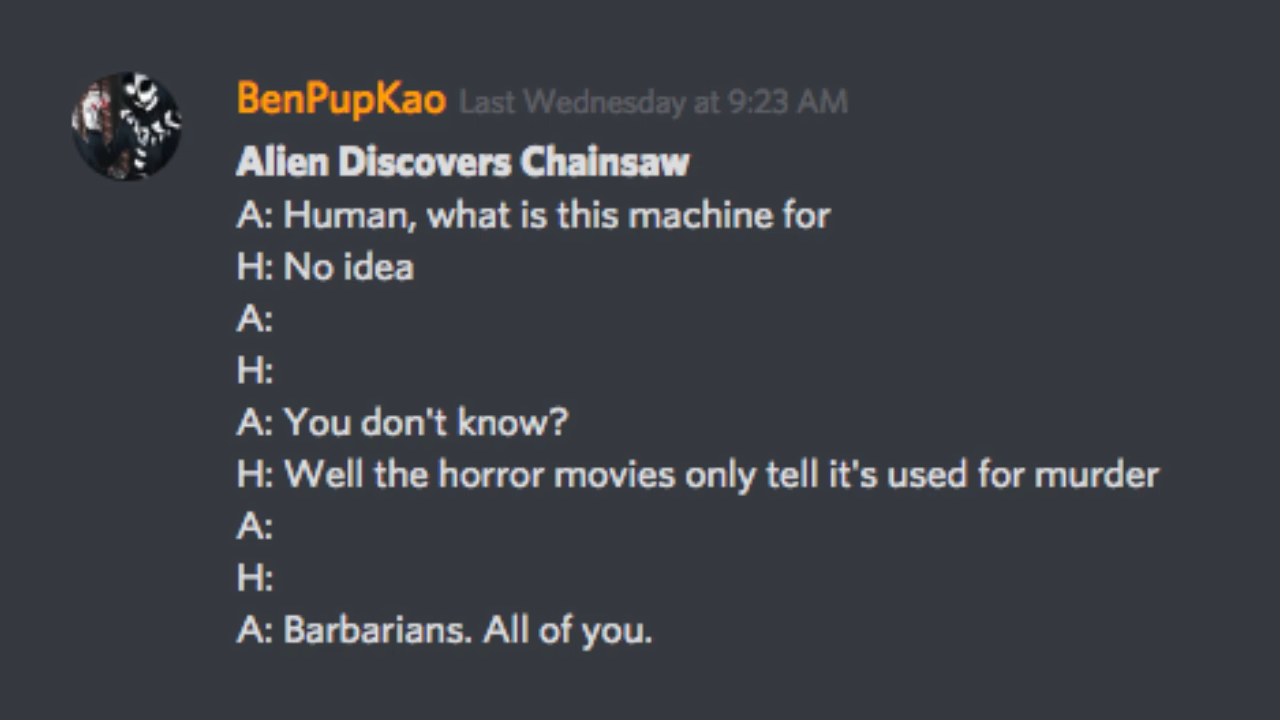 BenPupKao Last Wednesday at 9:23 AM
Alien Discovers Chainsaw
A: Human, what is this machine for
H: No idea
A:
H:
A: You don't know?
H: Well the horror movies only tell it's used for murder
A:
H:
A: Barbarians. All of you.